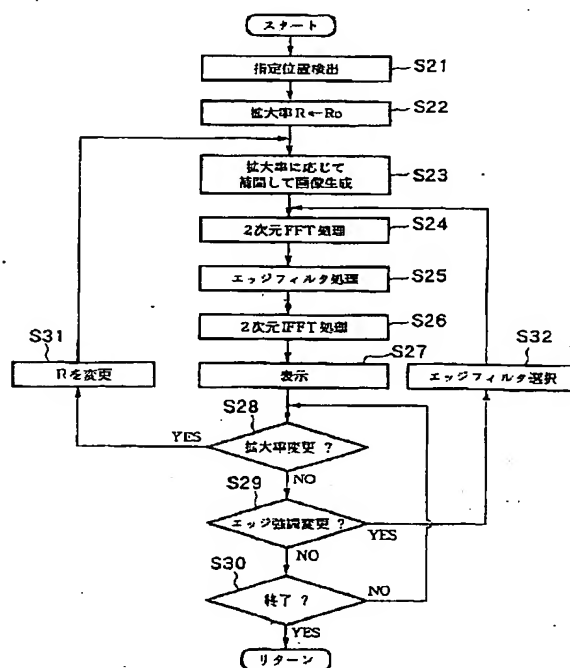 スタート
指定位置検出
S21
拡大率R←Ro
S22
拡大率に応じて
補間して画像生成
S23
2次元FFT処理
S24
エッジフィルタ処理
S25
2次元IFFT処理
S26
表示
S27
S31
Rを変更
S32
エッジフィルタ選択
S28
拡大率変更 ?
YES
NO
S29
エッジ強調変更 ?
YES
NO
S30
終了 ?
NO
YES
リターン